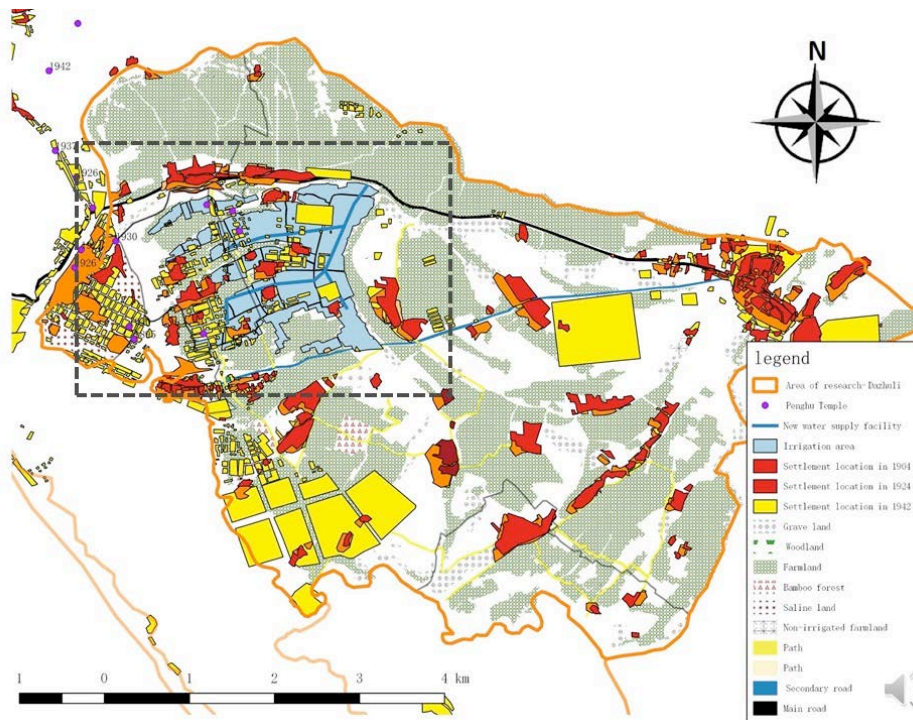 1942
N
1937
926
1930
1926
legend
Area of research-Dazhuli
Penghu Temple
New water supply facility
Irrigation area
Settlement location in 1904
Settlement location in 1924
Settlement location in 1942
Grave land
Woodland
Farmland
Bamboo forest
Saline land
Non-irrigated farmland
Path
Path
Secondary road
Main road
1 0 1 2 3 4 km